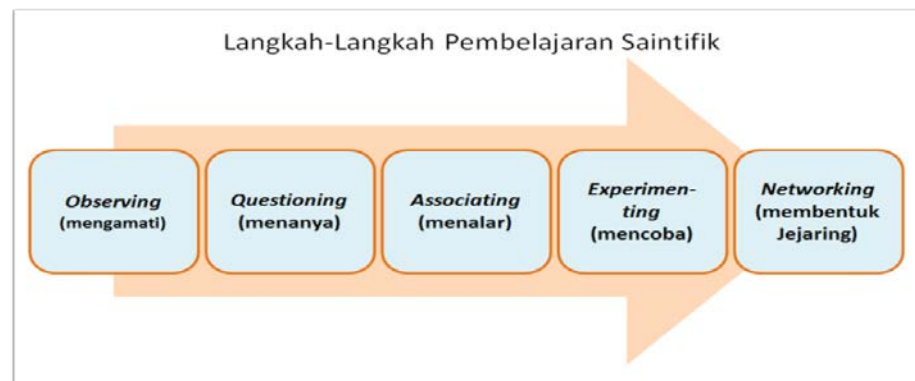 Langkah-Langkah Pembelajaran Saintifik
Observing
(mengamati)
Questioning
(menanya)
Associating
(menalar)
Experimen-
ting
(mencoba)
Networking
(membentuk
Jejaring)